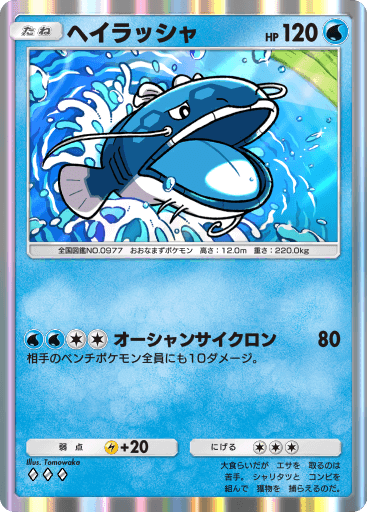 たね ヘイラッシャ HP 120
全国図鑑NO.0977 おおなまずポケモン 高さ：12.0m 重さ：220.0kg
オーシャンサイクロン 80
相手のベンチポケモン全員にも10ダメージ。
弱点 +20 にげる
Illus. Tomowaka
大食らいだが エサを 取るのは
苦手。 シャリタツと コンビを
組んで 獲物を 捕らえるのだ。